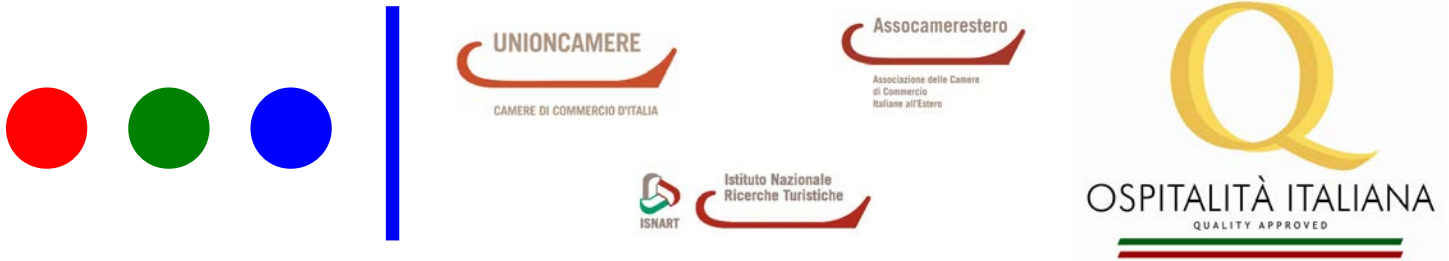 UNIONCAMERE
CAMERE DI COMMERCIO D'ITALIA
Assocamerestero
Associazione delle Camere
di Commercio
Italiane all'Estero
ISNART
Istituto Nazionale
Ricerche Turistiche
Q
OSPITALITÀ ITALIANA
QUALITY APPROVED